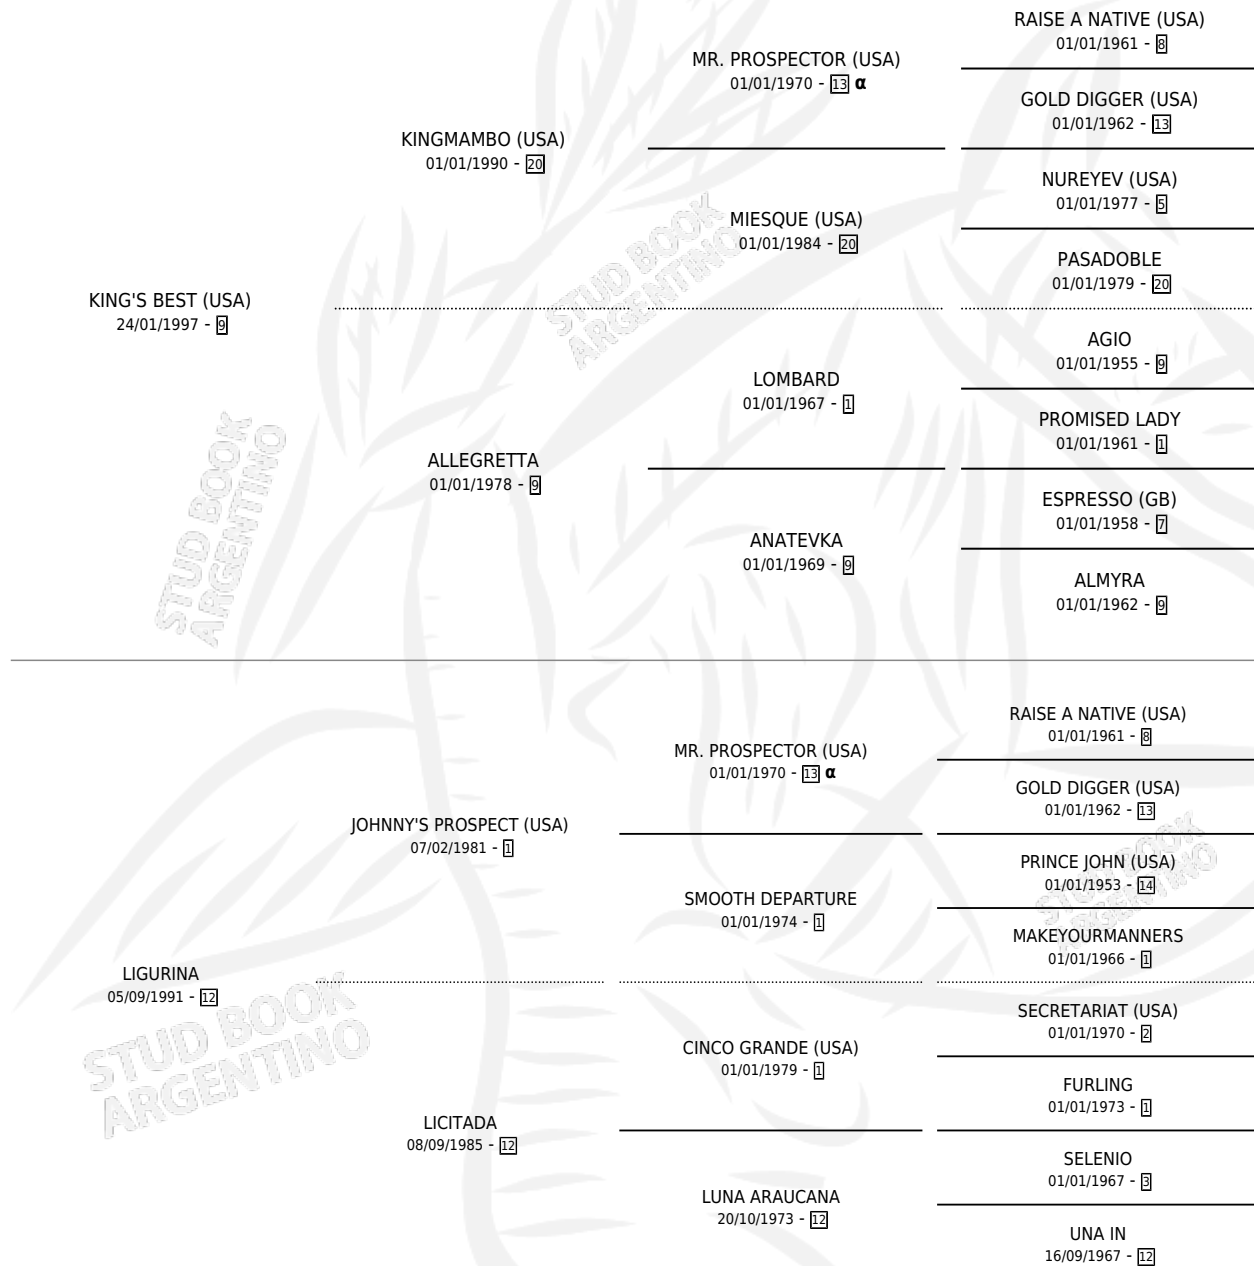 RAISE A NATIVE (USA)
01/01/1961 - 8
MR. PROSPECTOR (USA)
01/01/1970 - 13 α
GOLD DIGGER (USA)
01/01/1962 - 13
KINGMAMBO (USA)
01/01/1990 - 20
NUREYEV (USA)
01/01/1977 - 5
MIESQUE (USA)
01/01/1984 - 20
PASADOBLE
01/01/1979 - 20
KING'S BEST (USA)
24/01/1997 - 9
AGIO
01/01/1955 - 9
LOMBARD
01/01/1967 - 1
PROMISED LADY
01/01/1961 - 1
ALLEGRETTA
01/01/1978 - 9
ESPRESSO (GB)
01/01/1958 - 7
ANATEVKA
01/01/1969 - 9
ALMYRA
01/01/1962 - 9
RAISE A NATIVE (USA)
01/01/1961 - 8
MR. PROSPECTOR (USA)
01/01/1970 - 13 α
GOLD DIGGER (USA)
01/01/1962 - 13
JOHNNY'S PROSPECT (USA)
07/02/1981 - 1
PRINCE JOHN (USA)
01/01/1953 - 14
SMOOTH DEPARTURE
01/01/1974 - 1
MAKEYOURMANNERS
01/01/1966 - 1
LIGURINA
05/09/1991 - 12
SECRETARIAT (USA)
01/01/1970 - 2
CINCO GRANDE (USA)
01/01/1979 - 1
FURLING
01/01/1973 - 1
LICITADA
08/09/1985 - 12
SELENIO
01/01/1967 - 3
LUNA ARAUCANA
20/10/1973 - 12
UNA IN
16/09/1967 - 12
STUD BOOK
ARGENTINO
STUD BOOK
ARGENTINO
STUD BOOK
ARGENTINO
STUD BOOK
ARGENTINO